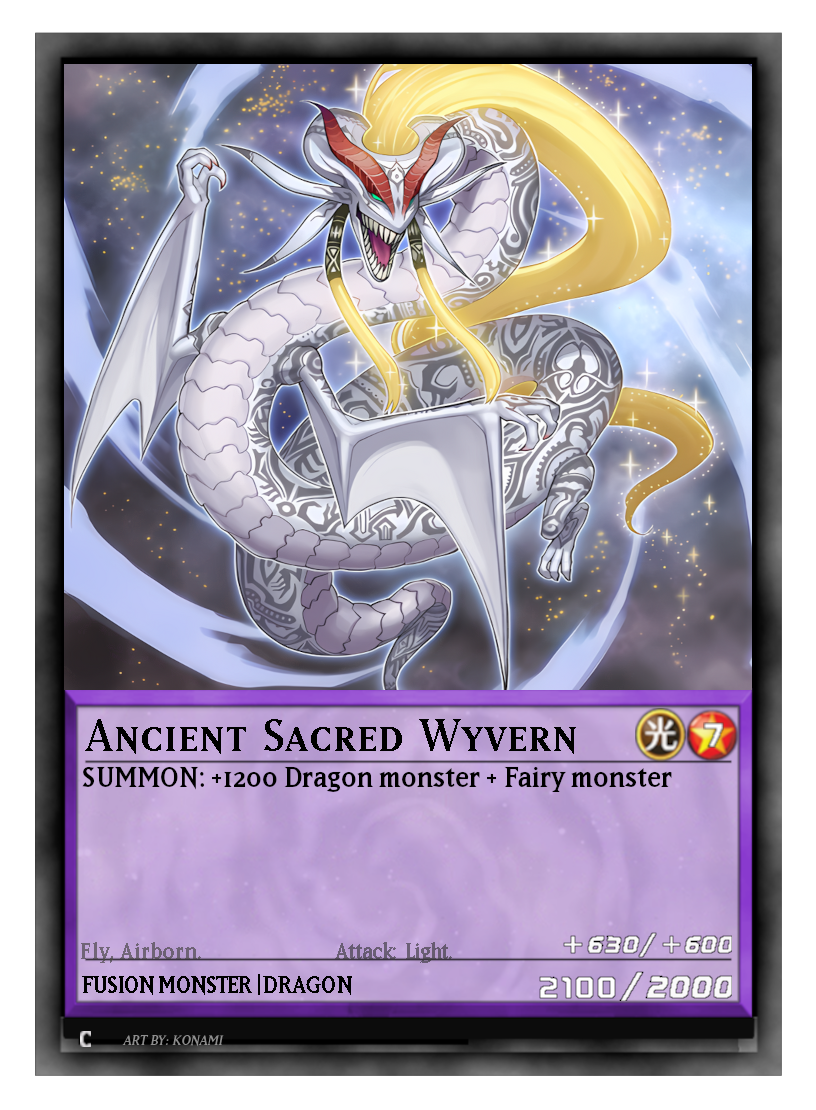 Ancient Sacred Wyvern
光 7
SUMMON: +1200 Dragon monster + Fairy monster
Fly, Airborn. Attack: Light. +630/+600
FUSION MONSTER |DRAGON 2100/2000
C ART BY: KONAMI